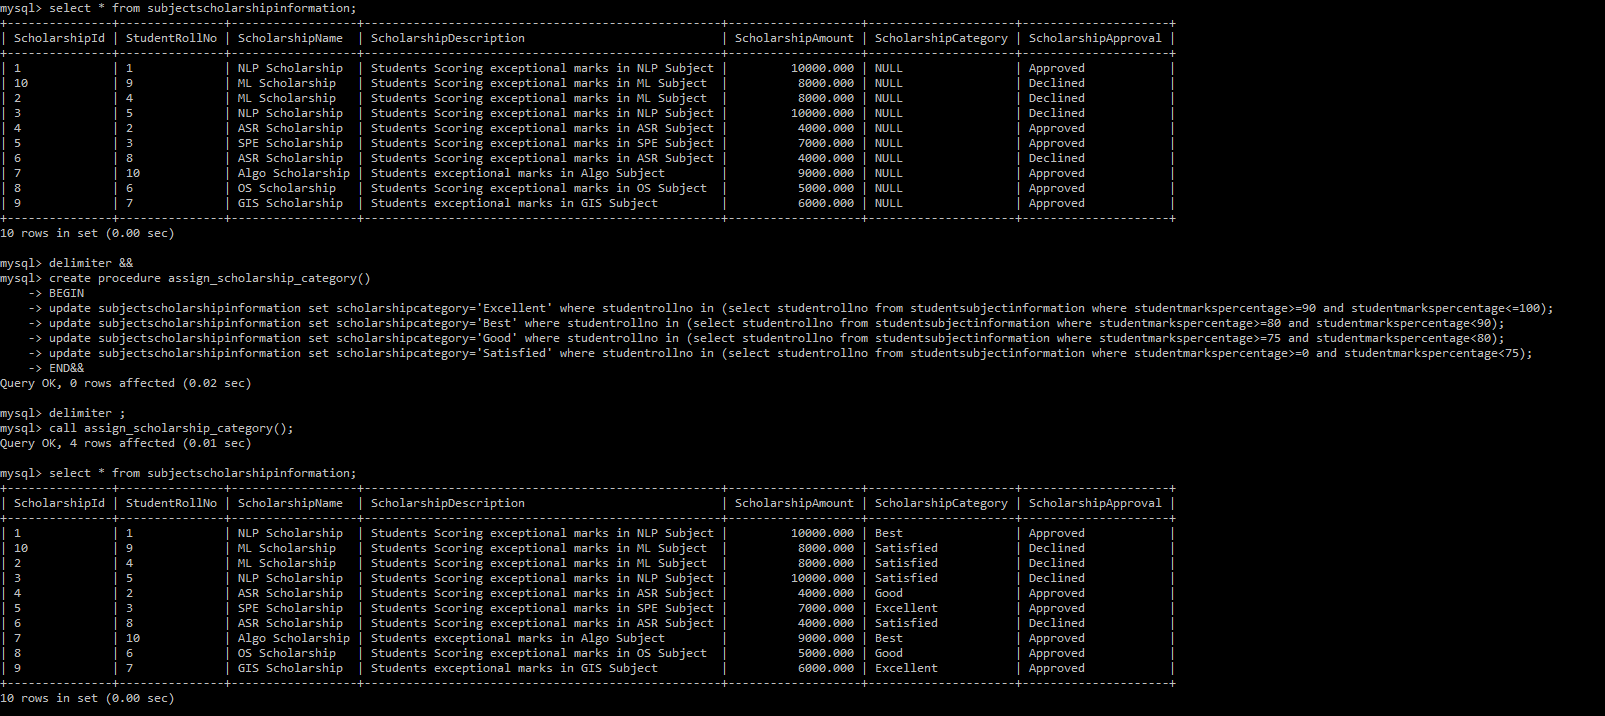 mysql> select * from subjectscholarshipinformation;
+---------------+---------------+------------------+---------------------------------------------------+-------------------+---------------------+---------------------+
| ScholarshipId | StudentRollNo | ScholarshipName  | ScholarshipDescription                            | ScholarshipAmount | ScholarshipCategory | ScholarshipApproval |
+---------------+---------------+------------------+---------------------------------------------------+-------------------+---------------------+---------------------+
| 1             | 1             | NLP Scholarship  | Students Scoring exceptional marks in NLP Subject |         10000.000 | NULL                | Approved            |
| 10            | 9             | ML Scholarship   | Students Scoring exceptional marks in ML Subject  |          8000.000 | NULL                | Declined            |
| 2             | 4             | ML Scholarship   | Students Scoring exceptional marks in ML Subject  |          8000.000 | NULL                | Declined            |
| 3             | 5             | NLP Scholarship  | Students Scoring exceptional marks in NLP Subject |         10000.000 | NULL                | Declined            |
| 4             | 2             | ASR Scholarship  | Students Scoring exceptional marks in ASR Subject |          4000.000 | NULL                | Approved            |
| 5             | 3             | SPE Scholarship  | Students Scoring exceptional marks in SPE Subject |          7000.000 | NULL                | Approved            |
| 6             | 8             | ASR Scholarship  | Students Scoring exceptional marks in ASR Subject |          4000.000 | NULL                | Declined            |
| 7             | 10            | Algo Scholarship | Students exceptional marks in Algo Subject        |          9000.000 | NULL                | Approved            |
| 8             | 6             | OS Scholarship   | Students Scoring exceptional marks in OS Subject  |          5000.000 | NULL                | Approved            |
| 9             | 7             | GIS Scholarship  | Students exceptional marks in GIS Subject         |          6000.000 | NULL                | Approved            |
+---------------+---------------+------------------+---------------------------------------------------+-------------------+---------------------+---------------------+
10 rows in set (0.00 sec)
mysql> delimiter &&
mysql> create procedure assign_scholarship_category()
    -> BEGIN
    -> update subjectscholarshipinformation set scholarshipcategory='Excellent' where studentrollno in (select studentrollno from studentsubjectinformation where studentmarkspercentage>=90 and studentmarkspercentage<=100);
    -> update subjectscholarshipinformation set scholarshipcategory='Best' where studentrollno in (select studentrollno from studentsubjectinformation where studentmarkspercentage>=80 and studentmarkspercentage<90);
    -> update subjectscholarshipinformation set scholarshipcategory='Good' where studentrollno in (select studentrollno from studentsubjectinformation where studentmarkspercentage>=75 and studentmarkspercentage<80);
    -> update subjectscholarshipinformation set scholarshipcategory='Satisfied' where studentrollno in (select studentrollno from studentsubjectinformation where studentmarkspercentage>=0 and studentmarkspercentage<75);
    -> END&&
Query OK, 0 rows affected (0.02 sec)
mysql> delimiter ;
mysql> call assign_scholarship_category();
Query OK, 4 rows affected (0.01 sec)
mysql> select * from subjectscholarshipinformation;
+---------------+---------------+------------------+---------------------------------------------------+-------------------+---------------------+---------------------+
| ScholarshipId | StudentRollNo | ScholarshipName  | ScholarshipDescription                            | ScholarshipAmount | ScholarshipCategory | ScholarshipApproval |
+---------------+---------------+------------------+---------------------------------------------------+-------------------+---------------------+---------------------+
| 1             | 1             | NLP Scholarship  | Students Scoring exceptional marks in NLP Subject |         10000.000 | Best                | Approved            |
| 10            | 9             | ML Scholarship   | Students Scoring exceptional marks in ML Subject  |          8000.000 | Satisfied           | Declined            |
| 2             | 4             | ML Scholarship   | Students Scoring exceptional marks in ML Subject  |          8000.000 | Satisfied           | Declined            |
| 3             | 5             | NLP Scholarship  | Students Scoring exceptional marks in NLP Subject |         10000.000 | Satisfied           | Declined            |
| 4             | 2             | ASR Scholarship  | Students Scoring exceptional marks in ASR Subject |          4000.000 | Good                | Approved            |
| 5             | 3             | SPE Scholarship  | Students Scoring exceptional marks in SPE Subject |          7000.000 | Excellent           | Approved            |
| 6             | 8             | ASR Scholarship  | Students Scoring exceptional marks in ASR Subject |          4000.000 | Satisfied           | Declined            |
| 7             | 10            | Algo Scholarship | Students exceptional marks in Algo Subject        |          9000.000 | Best                | Approved            |
| 8             | 6             | OS Scholarship   | Students Scoring exceptional marks in OS Subject  |          5000.000 | Good                | Approved            |
| 9             | 7             | GIS Scholarship  | Students exceptional marks in GIS Subject         |          6000.000 | Excellent           | Approved            |
+---------------+---------------+------------------+---------------------------------------------------+-------------------+---------------------+---------------------+
10 rows in set (0.00 sec)